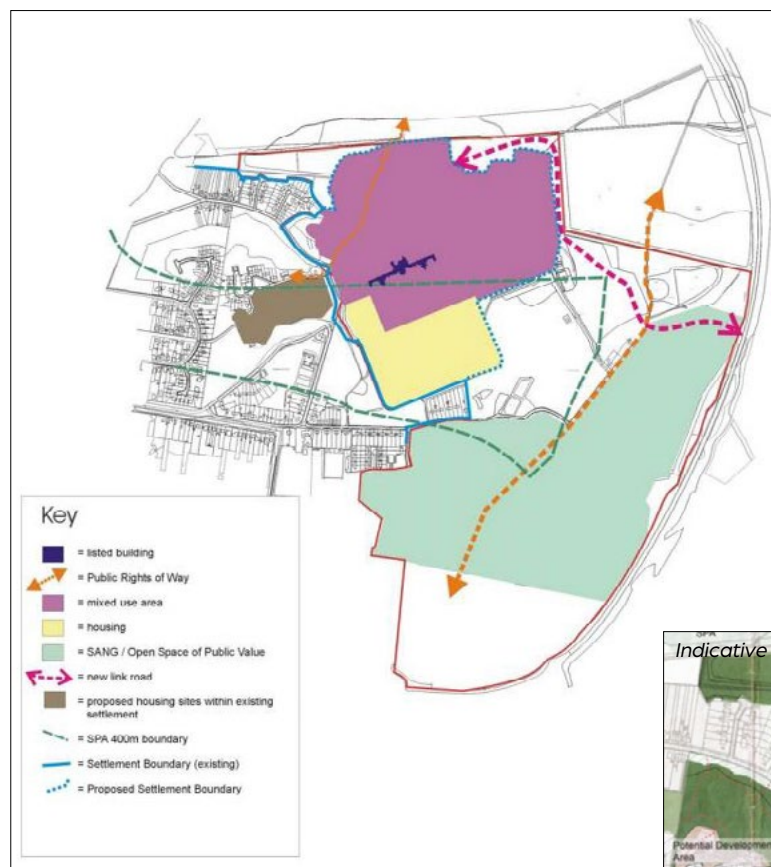 Key
= listed building
= Public Rights of Way
= mixed use area
= housing
= SANG / Open Space of Public Value
= new link road
= proposed housing sites within existing
settlement
= SPA 400m boundary
= Settlement Boundary (existing)
= Proposed Settlement Boundary
SPA
Indicative
Potential Development
Area